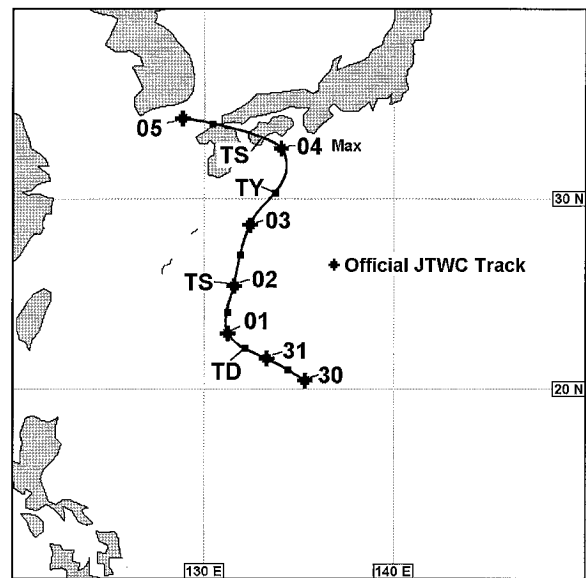 05
TS
04 Max
TY
30 N
03
Official JTWC Track
TS
02
01
31
TD
30
20 N
130 E
140 E